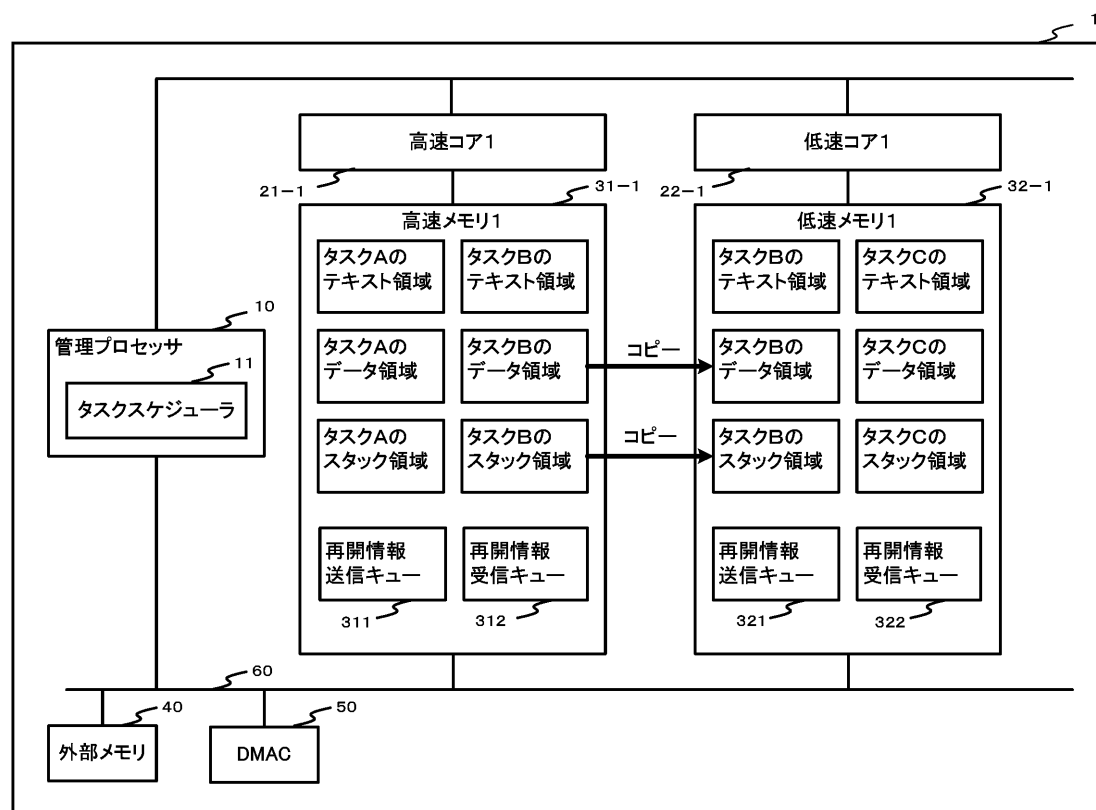 1
高速コア1
低速コア1
21-1
31-1
22-1
32-1
高速メモリ1
低速メモリ1
タスクAの
テキスト領域
タスクBの
テキスト領域
タスクBの
テキスト領域
タスクCの
テキスト領域
10
管理プロセッサ
11
タスクスケジューラ
タスクAの
データ領域
タスクBの
データ領域
コピー
タスクBの
データ領域
タスクCの
データ領域
タスクAの
スタック領域
タスクBの
スタック領域
コピー
タスクBの
スタック領域
タスクCの
スタック領域
再開情報
送信キュー
再開情報
受信キュー
再開情報
送信キュー
再開情報
受信キュー
311
312
321
322
60
40
50
外部メモリ
DMAC